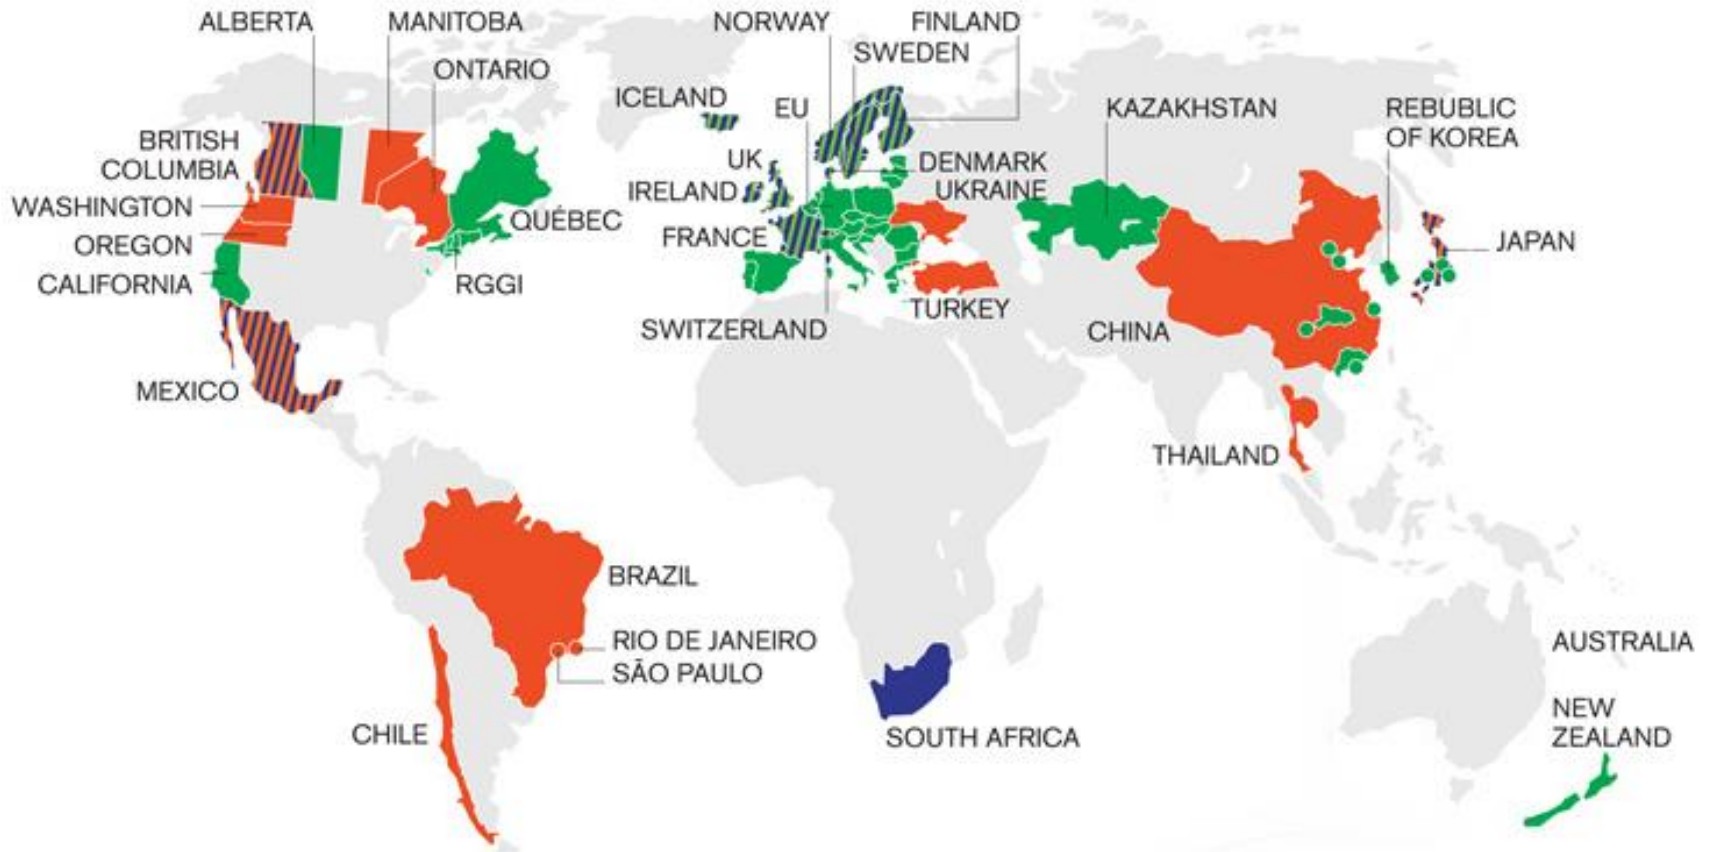 ALBERTA
MANITOBA
NORWAY
FINLAND
SWEDEN
ONTARIO
ICELAND
EU
KAZAKHSTAN
REBUBLIC
OF KOREA
BRITISH
COLUMBIA
UK
DENMARK
IRELAND
UKRAINE
WASHINGTON
QUÉBEC
OREGON
FRANCE
JAPAN
CALIFORNIA
RGGI
TURKEY
SWITZERLAND
CHINA
MEXICO
THAILAND
BRAZIL
RIO DE JANEIRO
SÃO PAULO
AUSTRALIA
CHILE
SOUTH AFRICA
NEW
ZEALAND